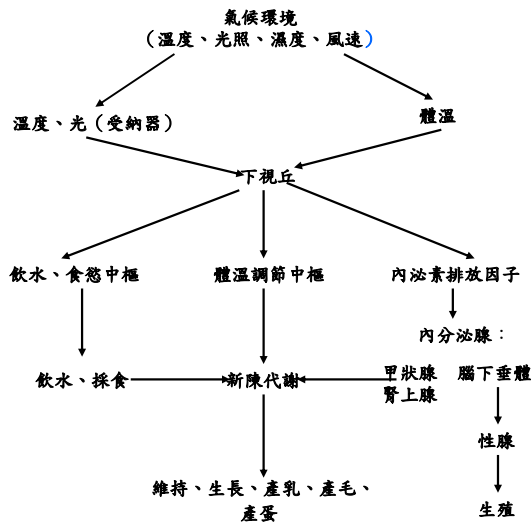 氣候環境
（溫度、光照、濕度、風速）
溫度、光（受納器）
體溫
下視丘
飲水、食慾中樞
體溫調節中樞
內泌素排放因子
內分泌腺：
飲水、採食
新陳代謝
甲狀腺
腎上腺
腦下垂體
性腺
維持、生長、產乳、產毛、
產蛋
生殖